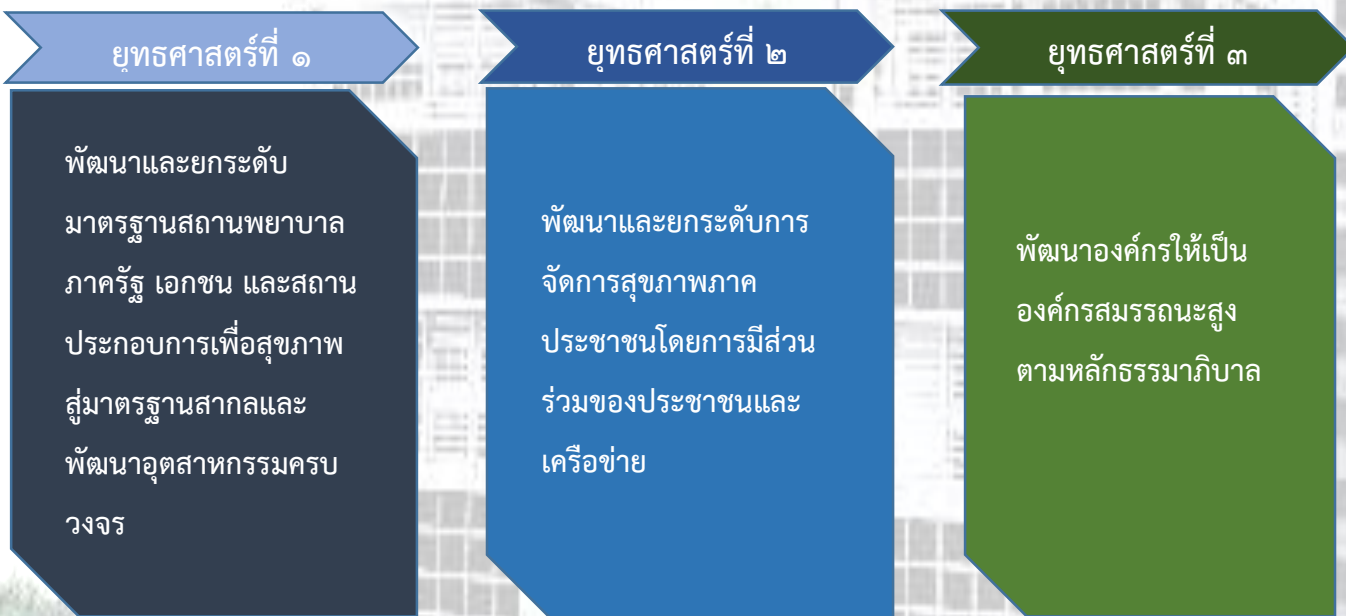 ยุทธศาสตร์ที่ ๑
พัฒนาและยกระดับ
มาตรฐานสถานพยาบาล
ภาครัฐ เอกชน และสถาน
ประกอบการเพื่อสุขภาพ
สู่มาตรฐานสากลและ
พัฒนาอุตสาหกรรมครบ
วงจร
ยุทธศาสตร์ที่ ๒
พัฒนาและยกระดับการ
จัดการสุขภาพภาค
ประชาชนโดยการมีส่วน
ร่วมของประชาชนและ
เครือข่าย
ยุทธศาสตร์ที่ ๓
พัฒนาองค์กรให้เป็น
องค์กรสมรรถนะสูง
ตามหลักธรรมาภิบาล